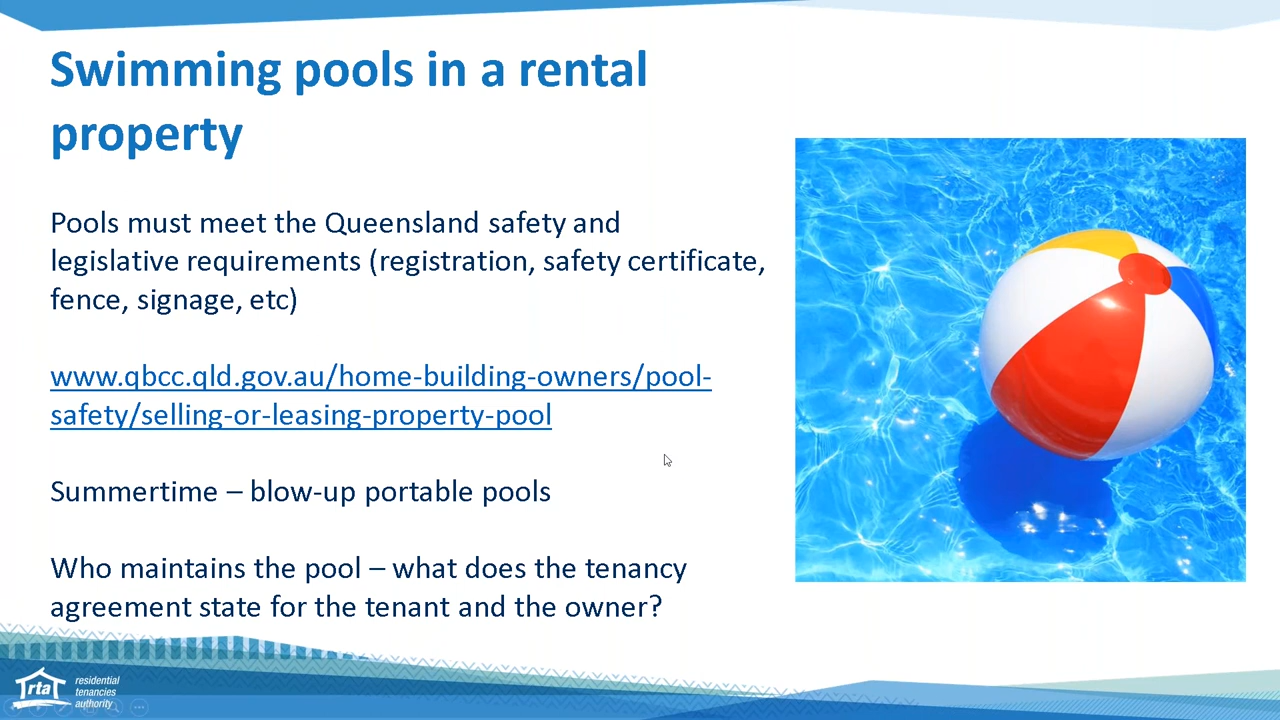 Swimming pools in a rental
property
Pools must meet the Queensland safety and
legislative requirements (registration, safety certificate,
fence, signage, etc)
www.qbcc.qld.gov.au/home-building-owners/pool-
safety/selling-or-leasing-property-pool
Summertime – blow-up portable pools
Who maintains the pool – what does the tenancy
agreement state for the tenant and the owner?
rta
residential
tenancies
authority